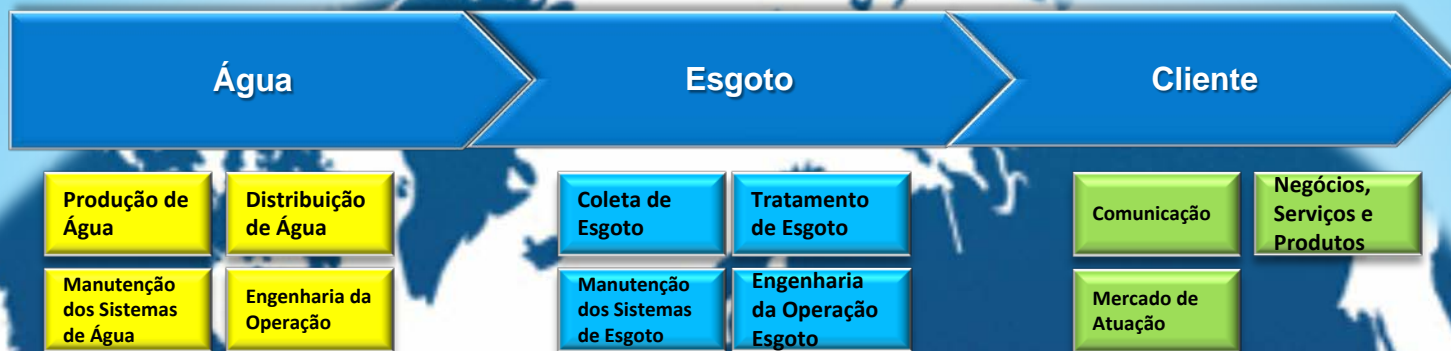 Água
Esgoto
Cliente
Produção de
Água
Distribuição
de Água
Coleta de
Esgoto
Tratamento
de Esgoto
Comunicação
Negócios,
Serviços e
Produtos
Manutenção
dos Sistemas
de Água
Engenharia da
Operação
Manutenção
dos Sistemas
de Esgoto
Engenharia
da Operação
Esgoto
Mercado de
Atuação